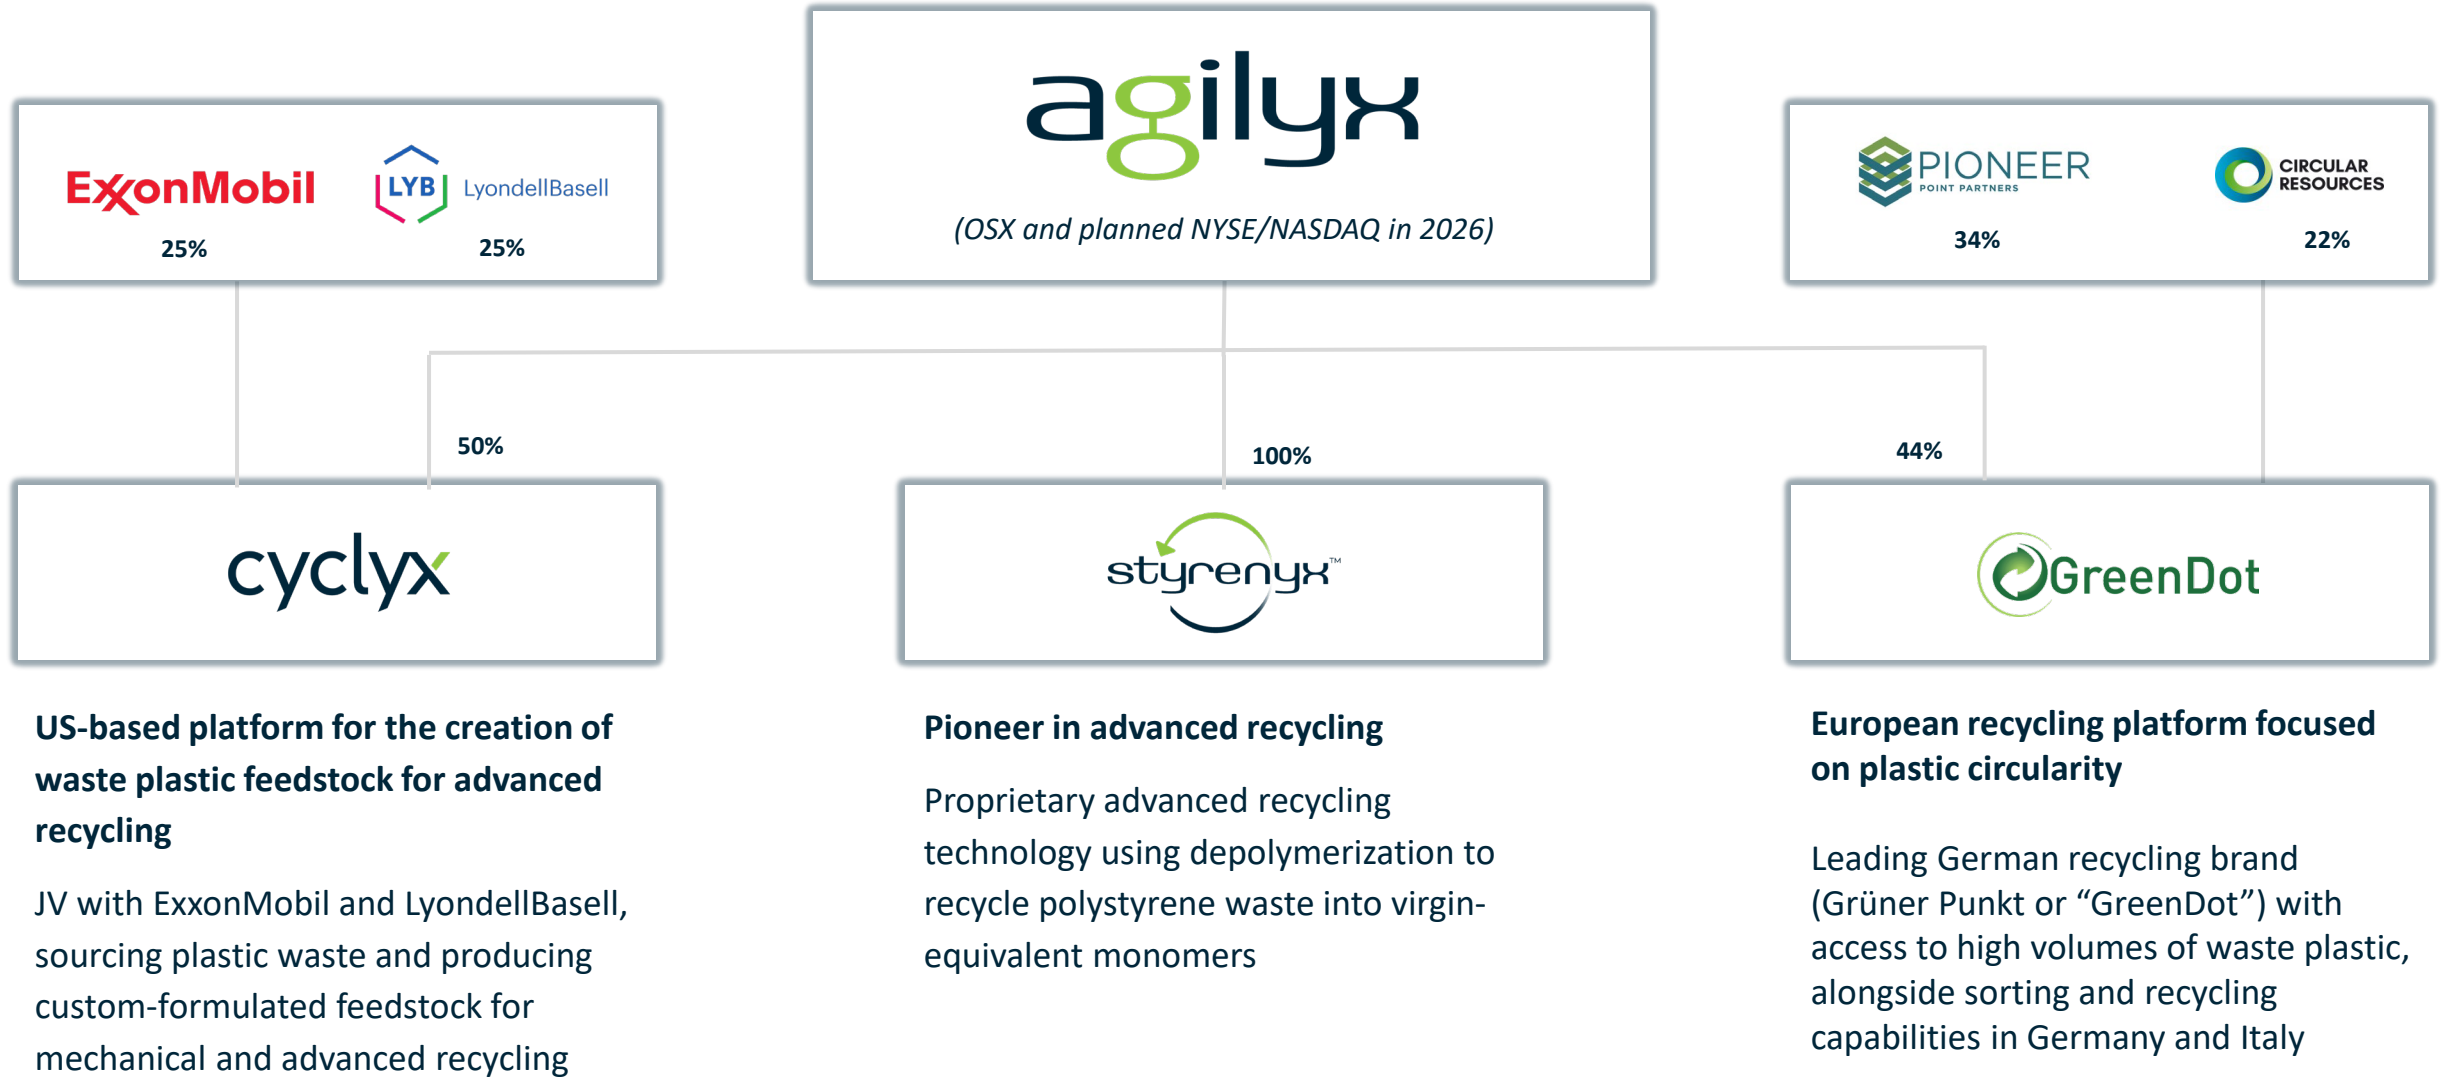 agilyx
(OSX and planned NYSE/NASDAQ in 2026)
ExxonMobil
LYB
LyondellBasell
25%
25%
PIONEER
POINT PARTNERS
34%
CIRCULAR
RESOURCES
22%
50%
100%
44%
cyclyx
styrenyx™
GreenDot
US-based platform for the creation of
waste plastic feedstock for advanced
recycling
JV with ExxonMobil and LyondellBasell,
sourcing plastic waste and producing
custom-formulated feedstock for
mechanical and advanced recycling
Pioneer in advanced recycling
Proprietary advanced recycling
technology using depolymerization to
recycle polystyrene waste into virgin-
equivalent monomers
European recycling platform focused
on plastic circularity
Leading German recycling brand
(Grüner Punkt or “GreenDot”) with
access to high volumes of waste plastic,
alongside sorting and recycling
capabilities in Germany and Italy